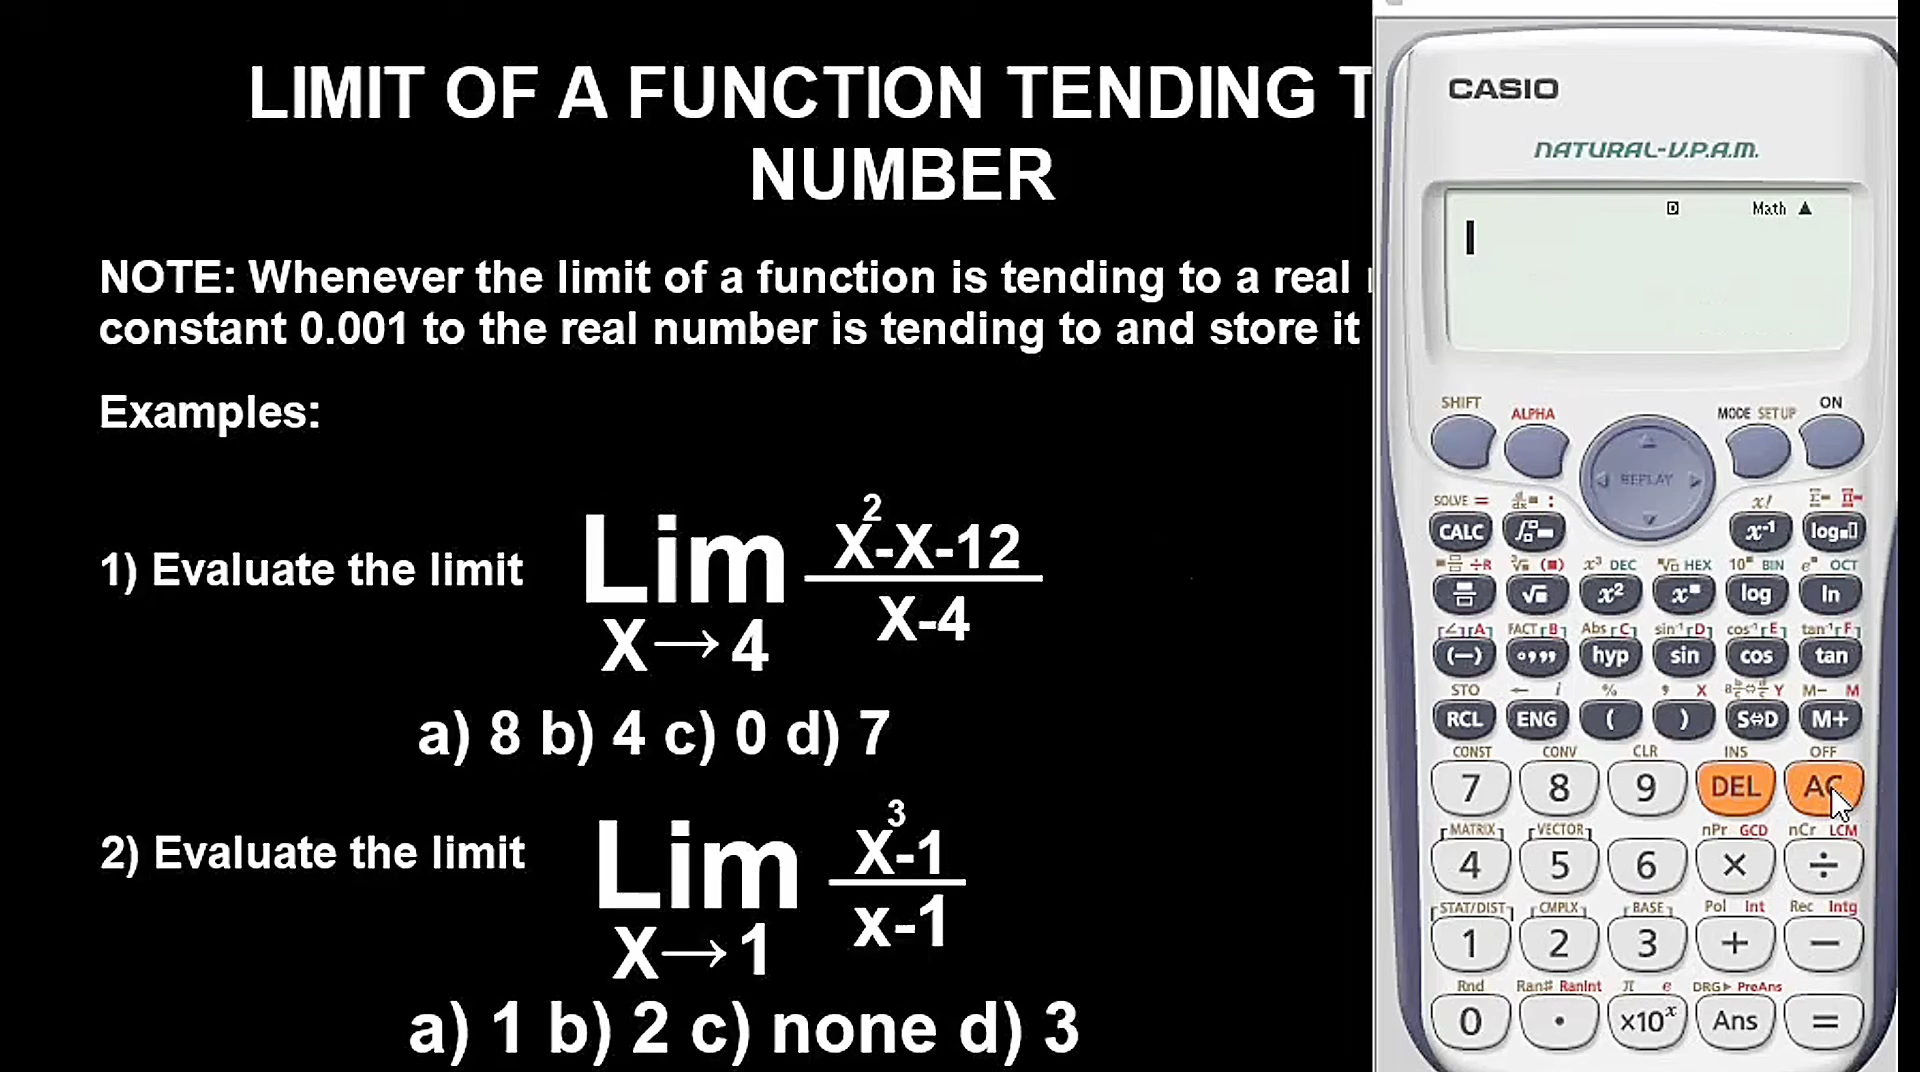 LIMIT OF A FUNCTION TENDING T
NUMBER
NOTE: Whenever the limit of a function is tending to a real
constant 0.001 to the real number is tending to and store it
Examples:
1) Evaluate the limit Lim X→4 X²-X-12 / X-4
a) 8 b) 4 c) 0 d) 7
2) Evaluate the limit Lim X→1 X³-1 / x-1
a) 1 b) 2 c) none d) 3
CASIO
NATURAL-V.P.A.M.
D Math ▲
SHIFT ALPHA MODE SETUP ON
REPLAY
SOLVE = d/dx : x! Σ Π
CALC ∫ x⁻¹ log
÷R ³√ x³ DEC √ HEX 10 BIN e OCT
√ x² x log ln
∠ A FACT B Abs C sin⁻¹ D cos⁻¹ E tan⁻¹ F
(−) °,,, hyp sin cos tan
STO ← i % , X a b/c⇔d/c Y M− M
RCL ENG ( ) S⇔D M+
CONST CONV CLR INS OFF
7 8 9 DEL AC
MATRIX VECTOR nPr GCD nCr LCM
4 5 6 × ÷
STAT/DIST CMPLX BASE Pol Int Rec Intg
1 2 3 + −
Rnd Ran# RanInt π e DRG▶ PreAns
0 . ×10ˣ Ans =